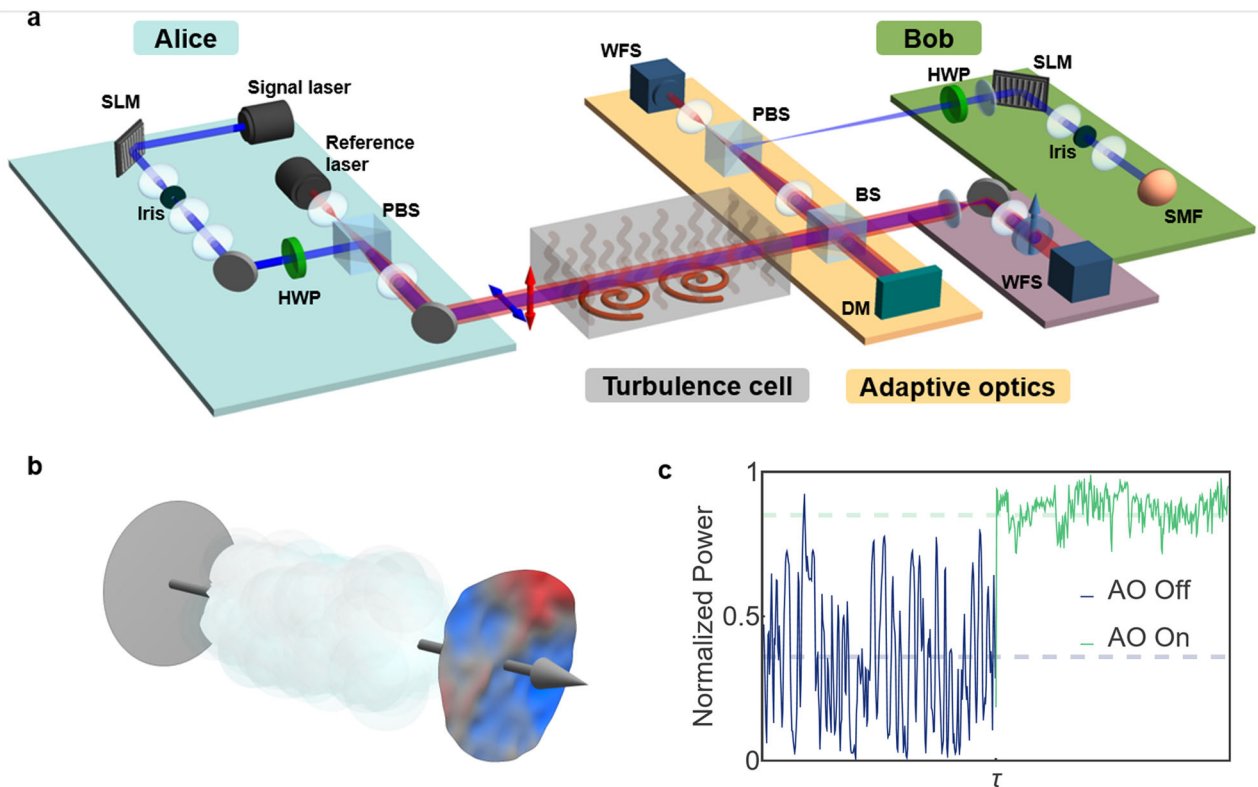 a
Alice
Bob
WFS
SLM
HWP
Signal laser
SLM
PBS
Reference
laser
Iris
Iris
PBS
BS
SMF
HWP
WFS
DM
Turbulence cell
Adaptive optics
b
c
1
Normalized Power
AO Off
0.5
AO On
0
τ